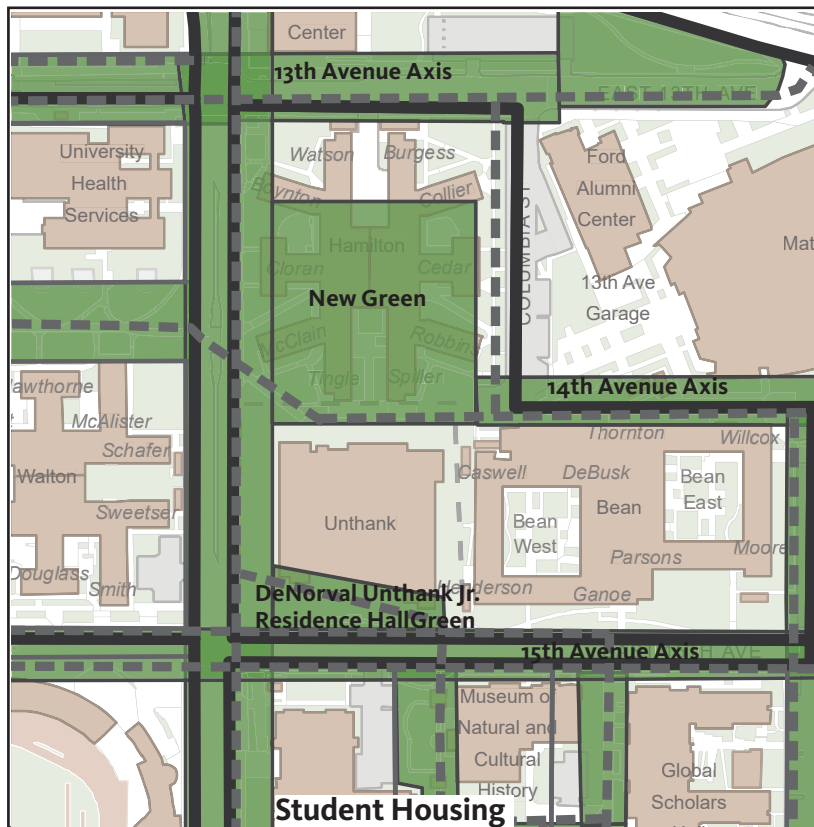 Center
13th Avenue Axis
EAST 13TH AVE
University
Health
Services
Watson
Burgess
Boynton
Collier
Ford
Alumni
Center
Mat
COLUMBIA ST
Hamilton
Cloran
Cedar
New Green
13th Ave
Garage
McClain
Robbins
Tingle
Spiller
14th Avenue Axis
Hawthorne
McAlister
Schafer
Walton
Sweetser
Douglass
Smith
Thornton
Willcox
Caswell
DeBusk
Bean
East
Unthank
Bean
West
Bean
Parsons
Moore
Henderson
Ganoe
DeNorval Unthank Jr.
Residence HallGreen
15th Avenue Axis
AVE
Museum of
Natural and
Cultural
History
Global
Scholars
Student Housing